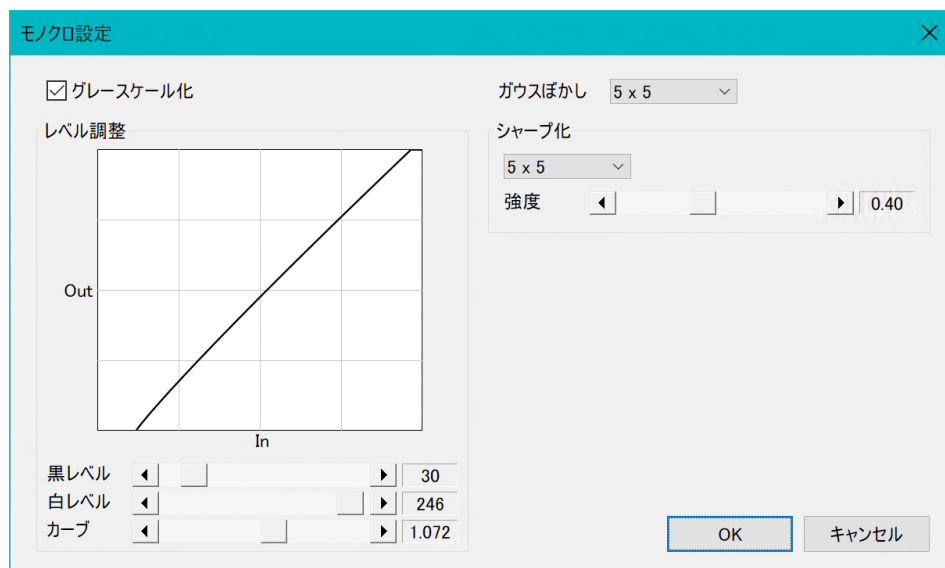 モノクロ設定
グレースケール化
レベル調整
Out
In
黒レベル 30
白レベル 246
カーブ 1.072
ガウスぼかし 5 x 5
シャープ化
5 x 5
強度 0.40
OK キャンセル